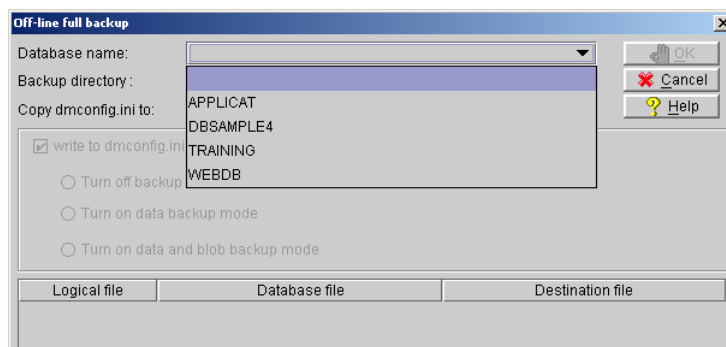 Off-line full backup
Database name:
OK
Backup directory :
Cancel
APPLICAT
Copy dmconfig.ini to:
Help
DBSAMPLE4
write to dmconfig.ini
TRAINING
WEBDB
Turn off backup
Turn on data backup mode
Turn on data and blob backup mode
Logical file Database file Destination file